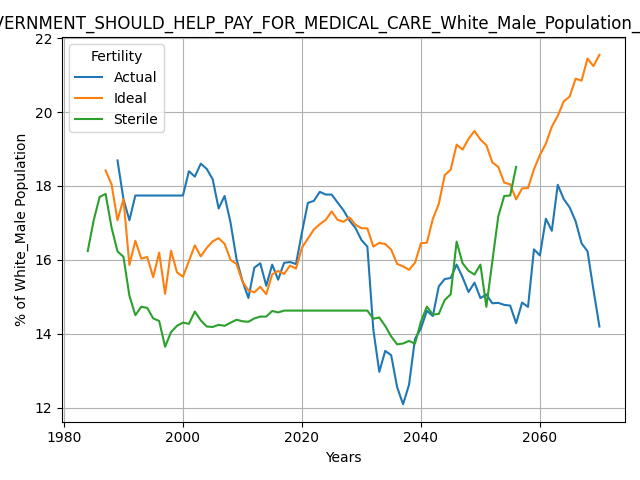 VERNMENT_SHOULD_HELP_PAY_FOR_MEDICAL_CARE_White_Male_Population_
22
20
18
16
14
12
% of White_Male Population
Fertility
Actual
Ideal
Sterile
1980 2000 2020 2040 2060
Years